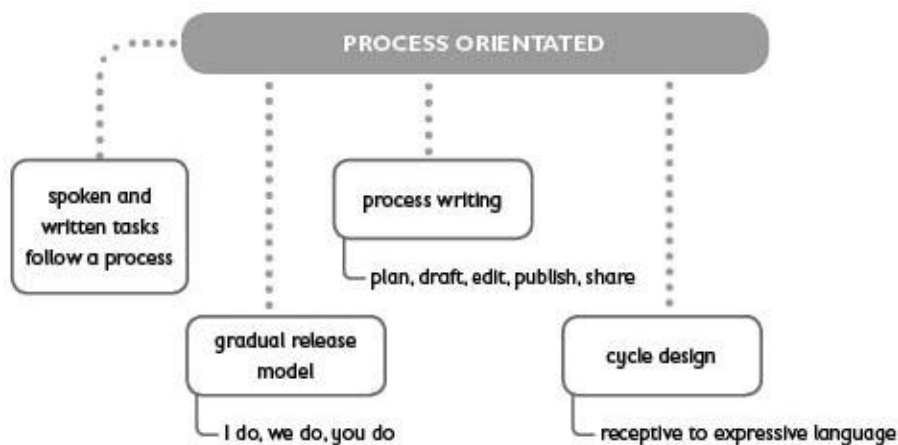 PROCESS ORIENTATED
spoken and
written tasks
follow a process
process writing
plan, draft, edit, publish, share
gradual release
model
I do, we do, you do
cycle design
receptive to expressive language